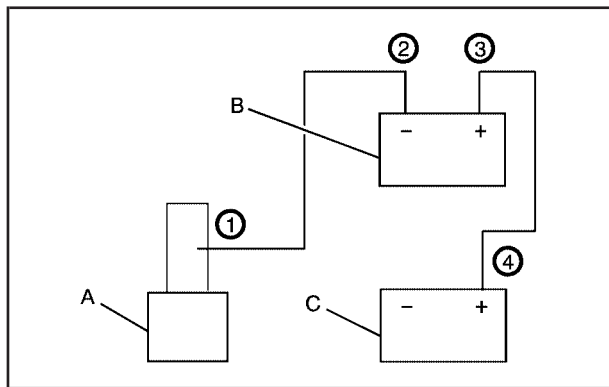 ② ③
B
− +
①
④
A
C
− +